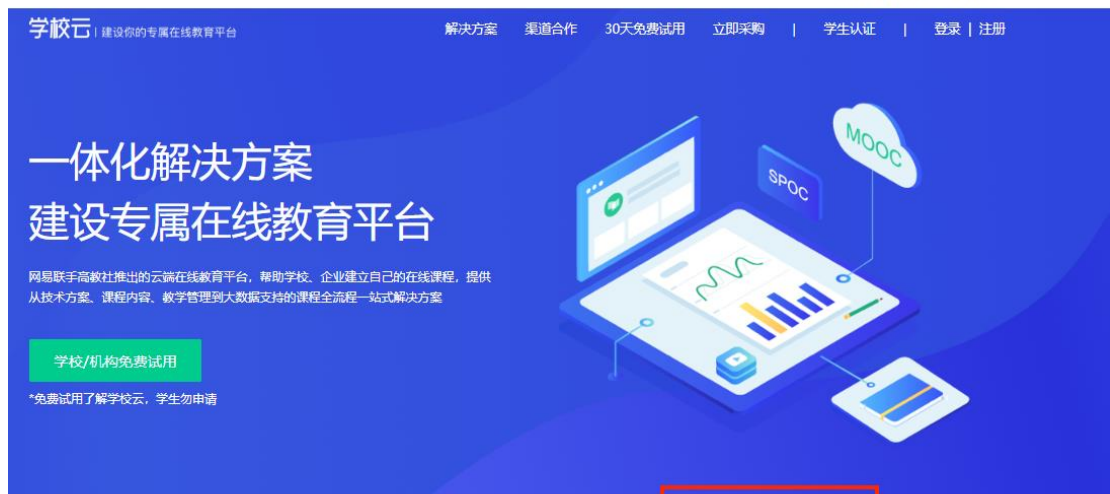 学校云 | 建设你的专属在线教育平台
解决方案 渠道合作 30天免费试用 立即采购 | 学生认证 | 登录 | 注册
一体化解决方案
建设专属在线教育平台
网易联手高教社推出的云端在线教育平台，帮助学校、企业建立自己的在线课程，提供
从技术方案、课程内容、教学管理到大数据支持的课程全流程一站式解决方案
学校/机构免费试用
*免费试用了解学校云，学生勿申请
MOOC
SPOC